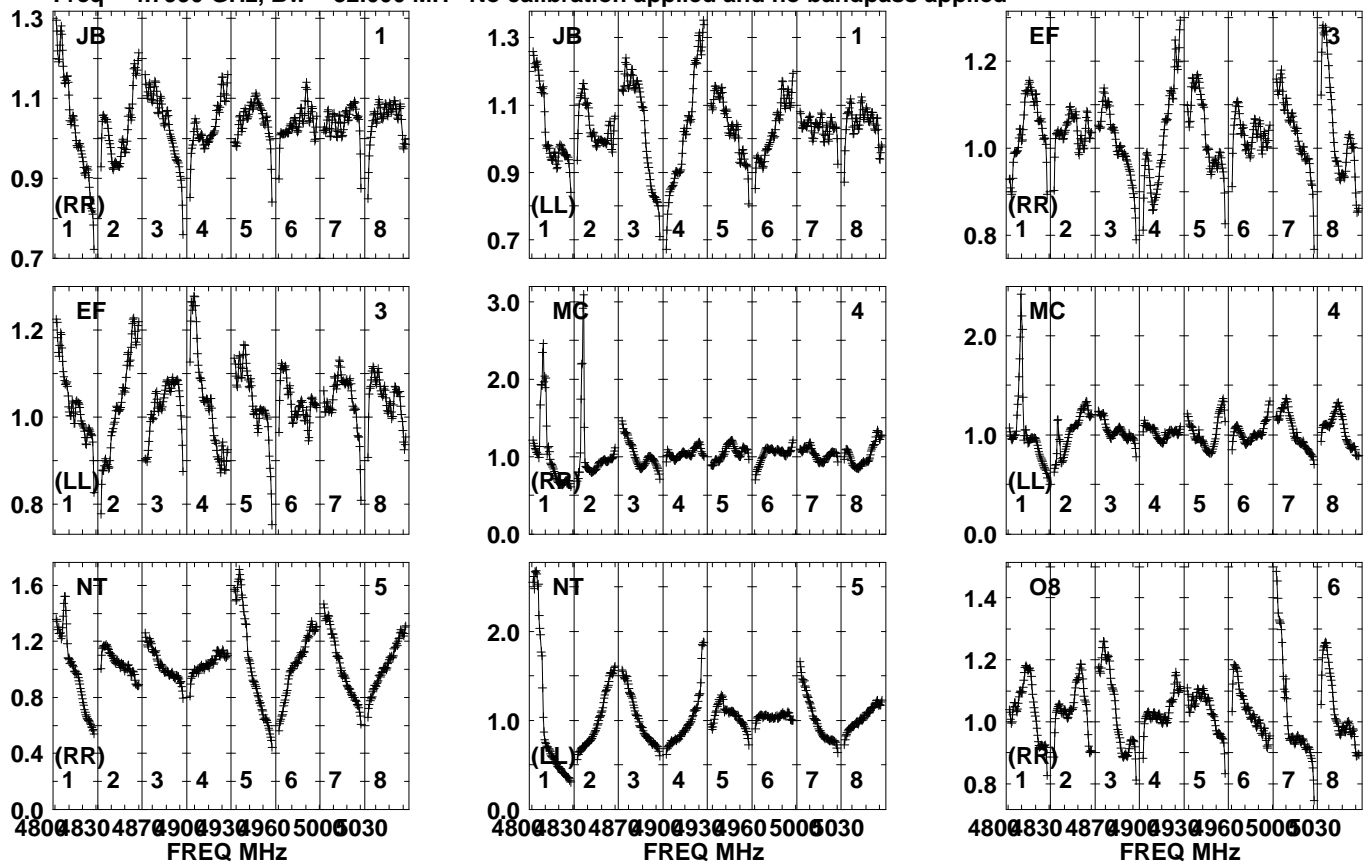 Freq GHz, Bw No calibration applied and no bandpass applied
1.3 JB 1
1.1
0.9
(RR)
1 2 3 4 5 6 7 8
0.7
1.3 JB 1
1.1
0.9
(LL)
0.7
1 2 3 4 5 6 7 8
EF 3
1.2
1.0
(RR)
0.8
1 2 3 4 5 6 7 8
EF 3
1.2
1.0
(LL)
0.8
1 2 3 4 5 6 7 8
3.0 MC 4
2.0
1.0
(RR)
1 2 3 4 5 6 7 8
0.0
MC 4
2.0
1.0
(LL)
1 2 3 4 5 6 7 8
0.0
1.6 NT 5
1.2
0.8
0.4
(RR)
1 2 3 4 5 6 7 8
0.0
4800 4830 4870 4900 4930 4960 5000 5030
FREQ MHz
NT 5
2.0
1.0
(LL)
1 2 3 4 5 6 7 8
0.0
4800 4830 4870 4900 4930 4960 5000 5030
FREQ MHz
1.4 O8 6
1.2
1.0
(RR)
0.8
1 2 3 4 5 6 7 8
4800 4830 4870 4900 4930 4960 5000 5030
FREQ MHz